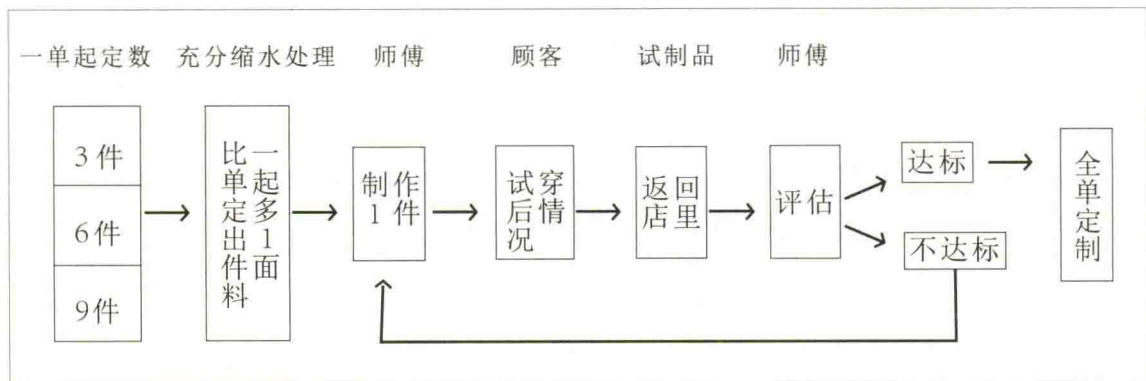 一单起定数 充分缩水处理 师傅 顾客 试制品 师傅
3件
6件
9件
比一
单起
定多
出1
件面
料
制作
1件
试穿
后情
况
返回
店里
评估
达标
不达标
全单定制